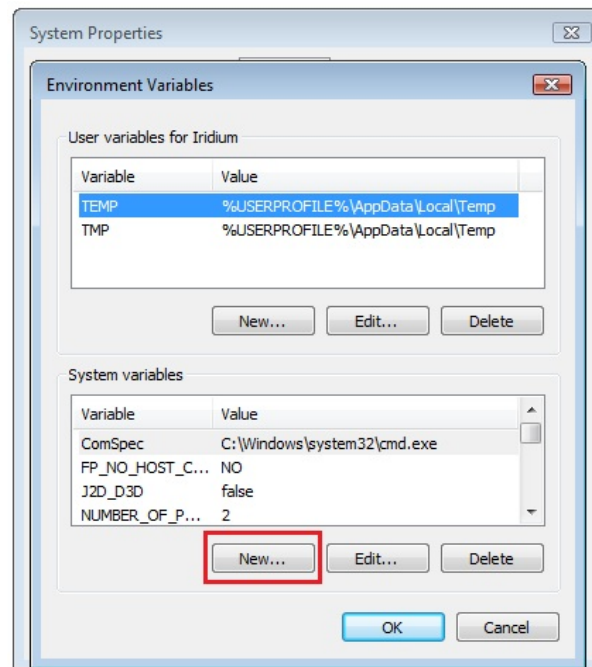 System Properties
Environment Variables
User variables for Iridium
Variable Value
TEMP %USERPROFILE%\AppData\Local\Temp
TMP %USERPROFILE%\AppData\Local\Temp
New... Edit... Delete
System variables
Variable Value
ComSpec C:\Windows\system32\cmd.exe
FP_NO_HOST_C... NO
J2D_D3D false
NUMBER_OF_P... 2
New... Edit... Delete
OK Cancel